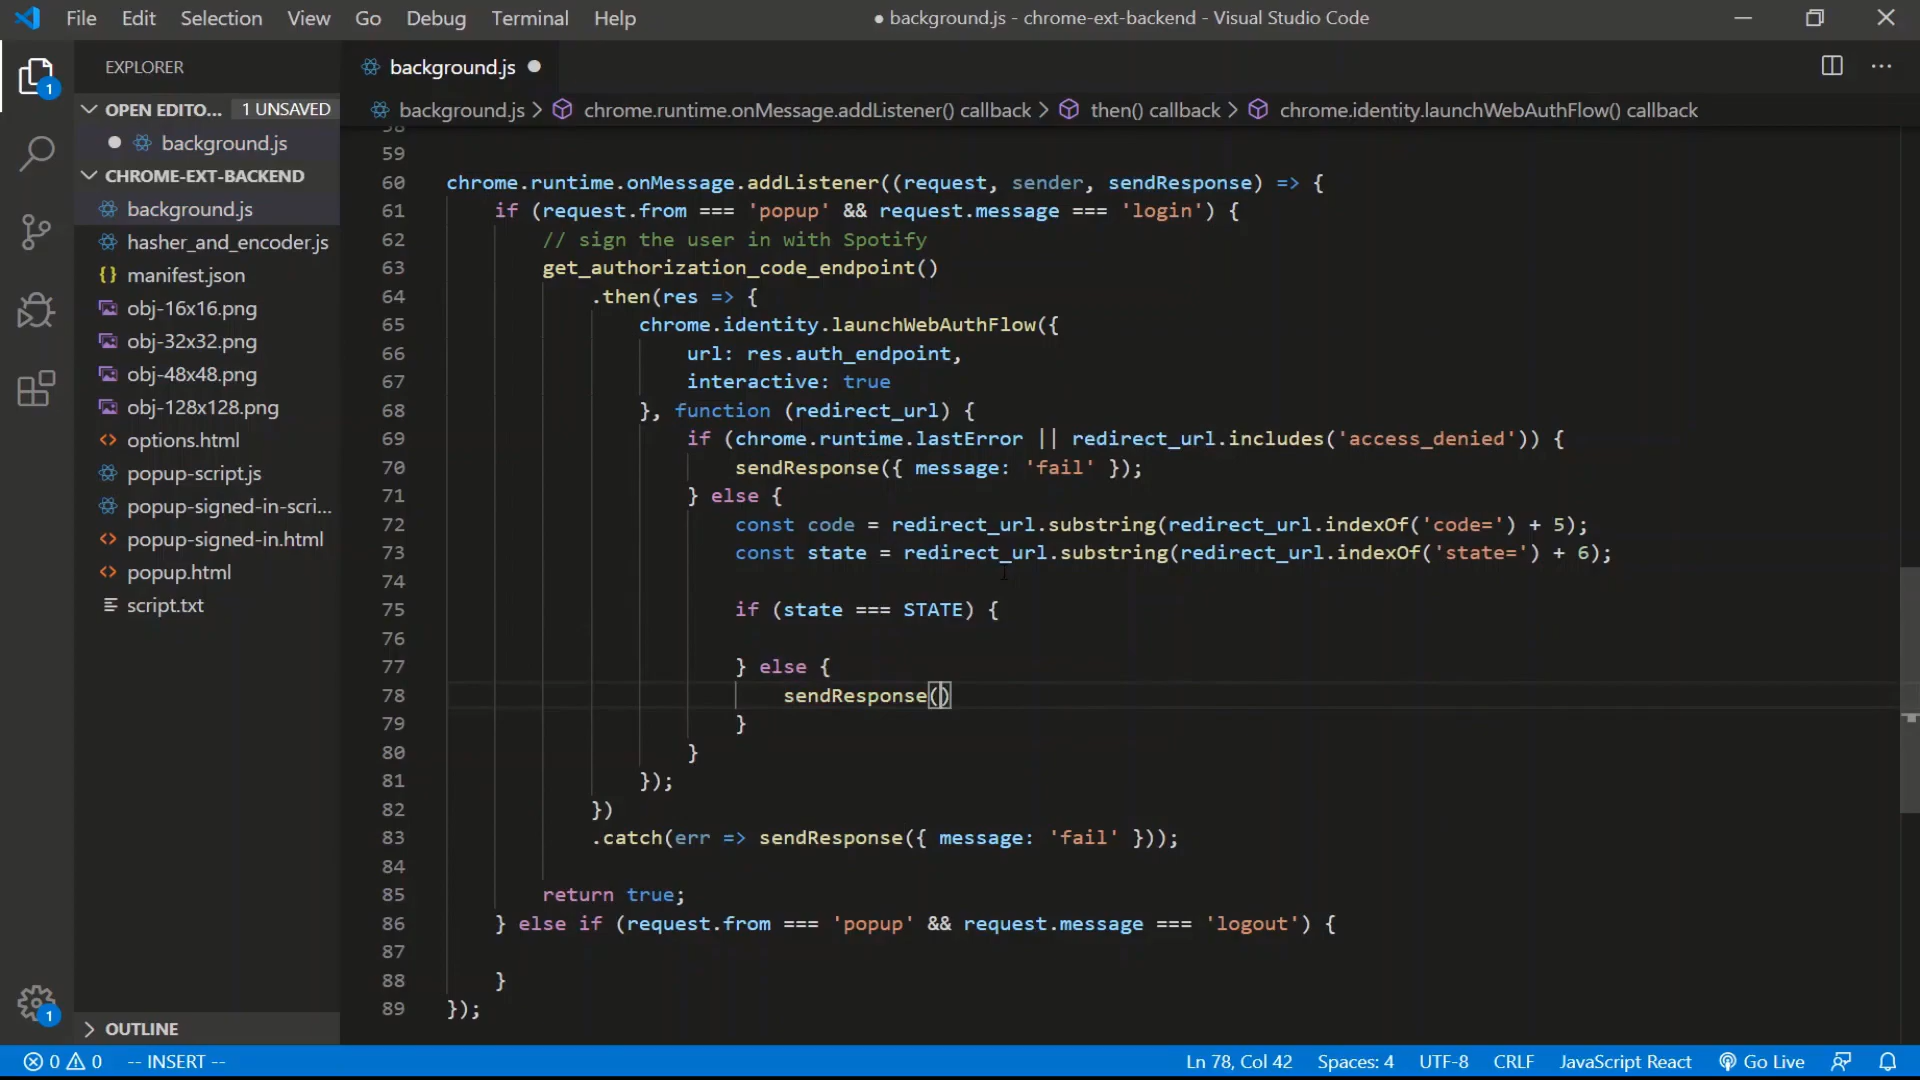 File Edit Selection View Go Debug Terminal Help ● background.js - chrome-ext-backend - Visual Studio Code
EXPLORER
OPEN EDITO... 1 UNSAVED
background.js
CHROME-EXT-BACKEND
background.js
hasher_and_encoder.js
manifest.json
obj-16x16.png
obj-32x32.png
obj-48x48.png
obj-128x128.png
options.html
popup-script.js
popup-signed-in-scri...
popup-signed-in.html
popup.html
script.txt
OUTLINE
1
1
background.js
background.js > chrome.runtime.onMessage.addListener() callback > then() callback > chrome.identity.launchWebAuthFlow() callback
58
59
60 chrome.runtime.onMessage.addListener((request, sender, sendResponse) => {
61 if (request.from === 'popup' && request.message === 'login') {
62 // sign the user in with Spotify
63 get_authorization_code_endpoint()
64 .then(res => {
65 chrome.identity.launchWebAuthFlow({
66 url: res.auth_endpoint,
67 interactive: true
68 }, function (redirect_url) {
69 if (chrome.runtime.lastError || redirect_url.includes('access_denied')) {
70 sendResponse({ message: 'fail' });
71 } else {
72 const code = redirect_url.substring(redirect_url.indexOf('code=') + 5);
73 const state = redirect_url.substring(redirect_url.indexOf('state=') + 6);
74
75 if (state === STATE) {
76
77 } else {
78 sendResponse()
79 }
80 }
81 });
82 })
83 .catch(err => sendResponse({ message: 'fail' }));
84
85 return true;
86 } else if (request.from === 'popup' && request.message === 'logout') {
87
88 }
89 });
0 0 -- INSERT -- Ln 78, Col 42 Spaces: 4 UTF-8 CRLF JavaScript React Go Live